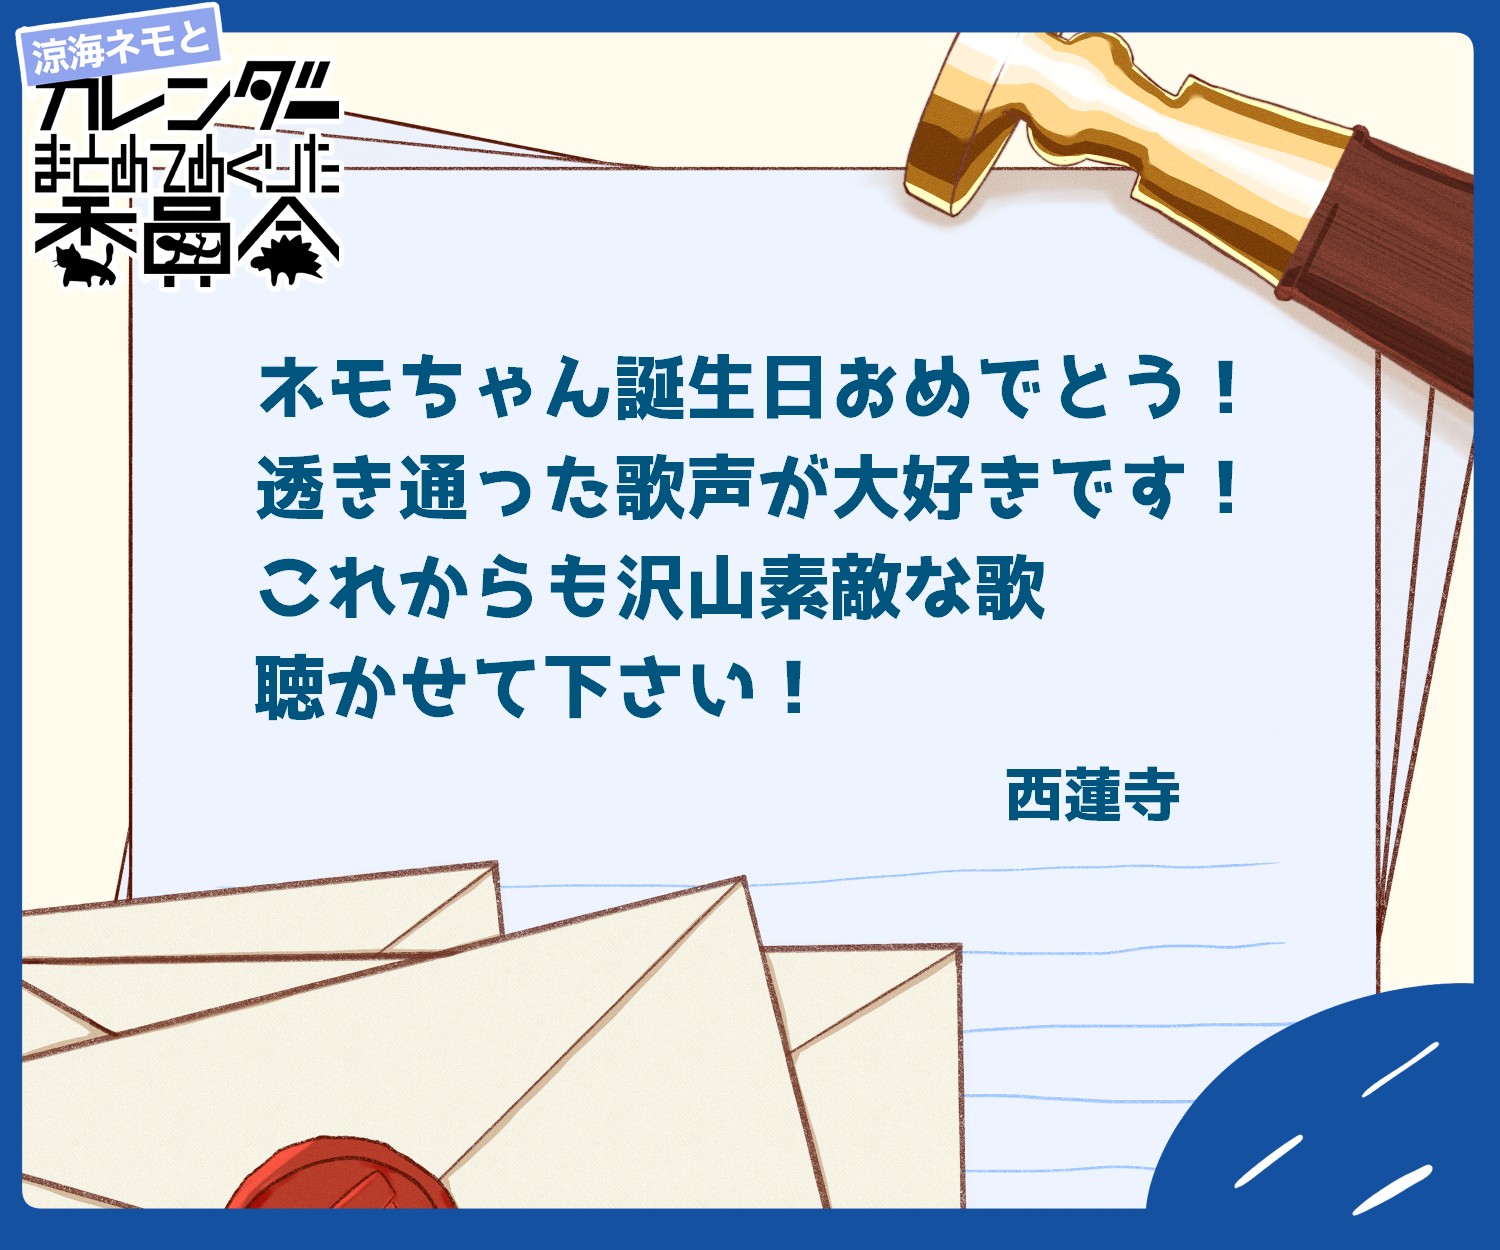 涼海ネモと
カレンダー
まとめてめくった
委員会
ネモちゃん誕生日おめでとう！
透き通った歌声が大好きです！
これからも沢山素敵な歌
聴かせて下さい！
西蓮寺